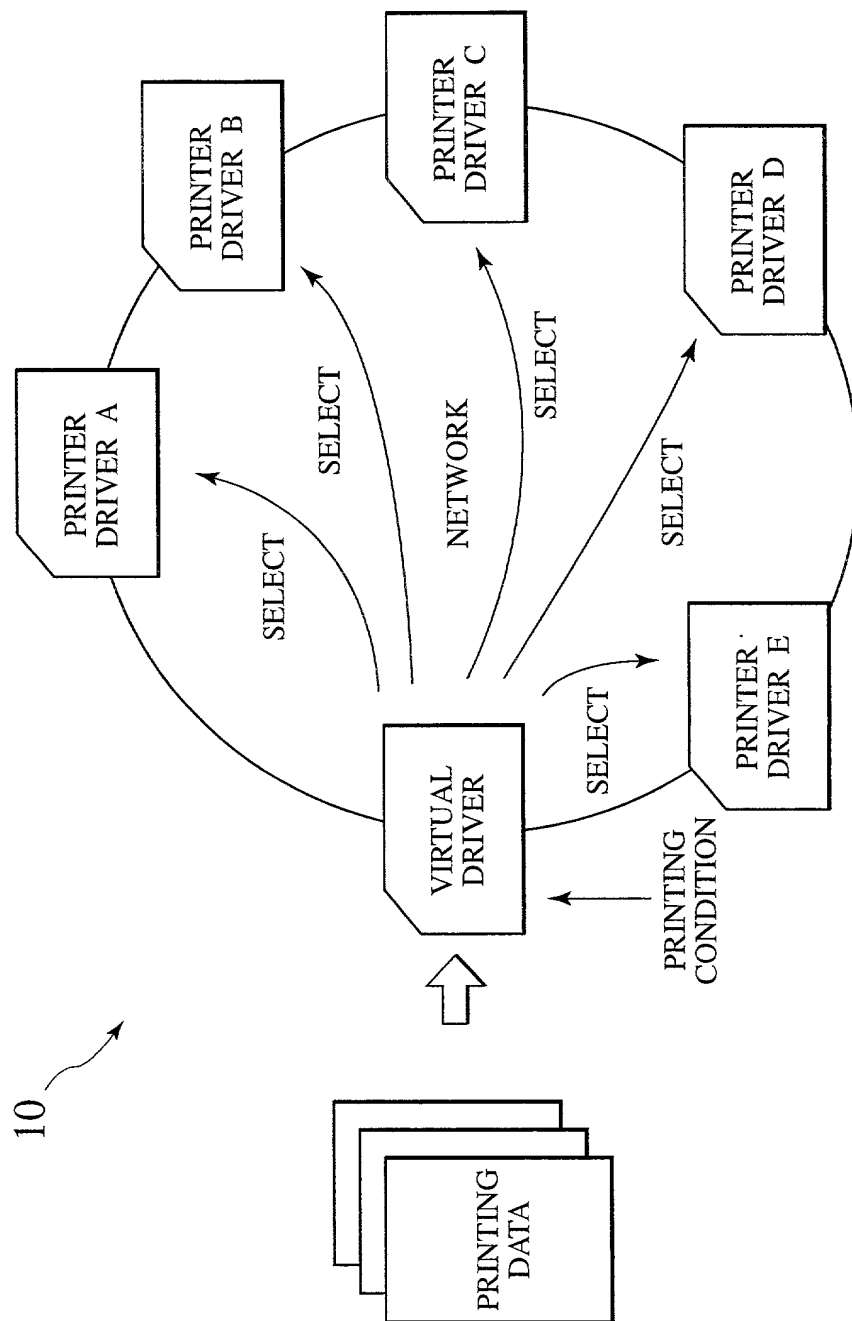 10
PRINTING
DATA
VIRTUAL
DRIVER
PRINTING
CONDITION
NETWORK
SELECT
PRINTER
DRIVER A
SELECT
PRINTER
DRIVER B
SELECT
PRINTER
DRIVER C
SELECT
PRINTER
DRIVER D
SELECT
PRINTER
DRIVER E